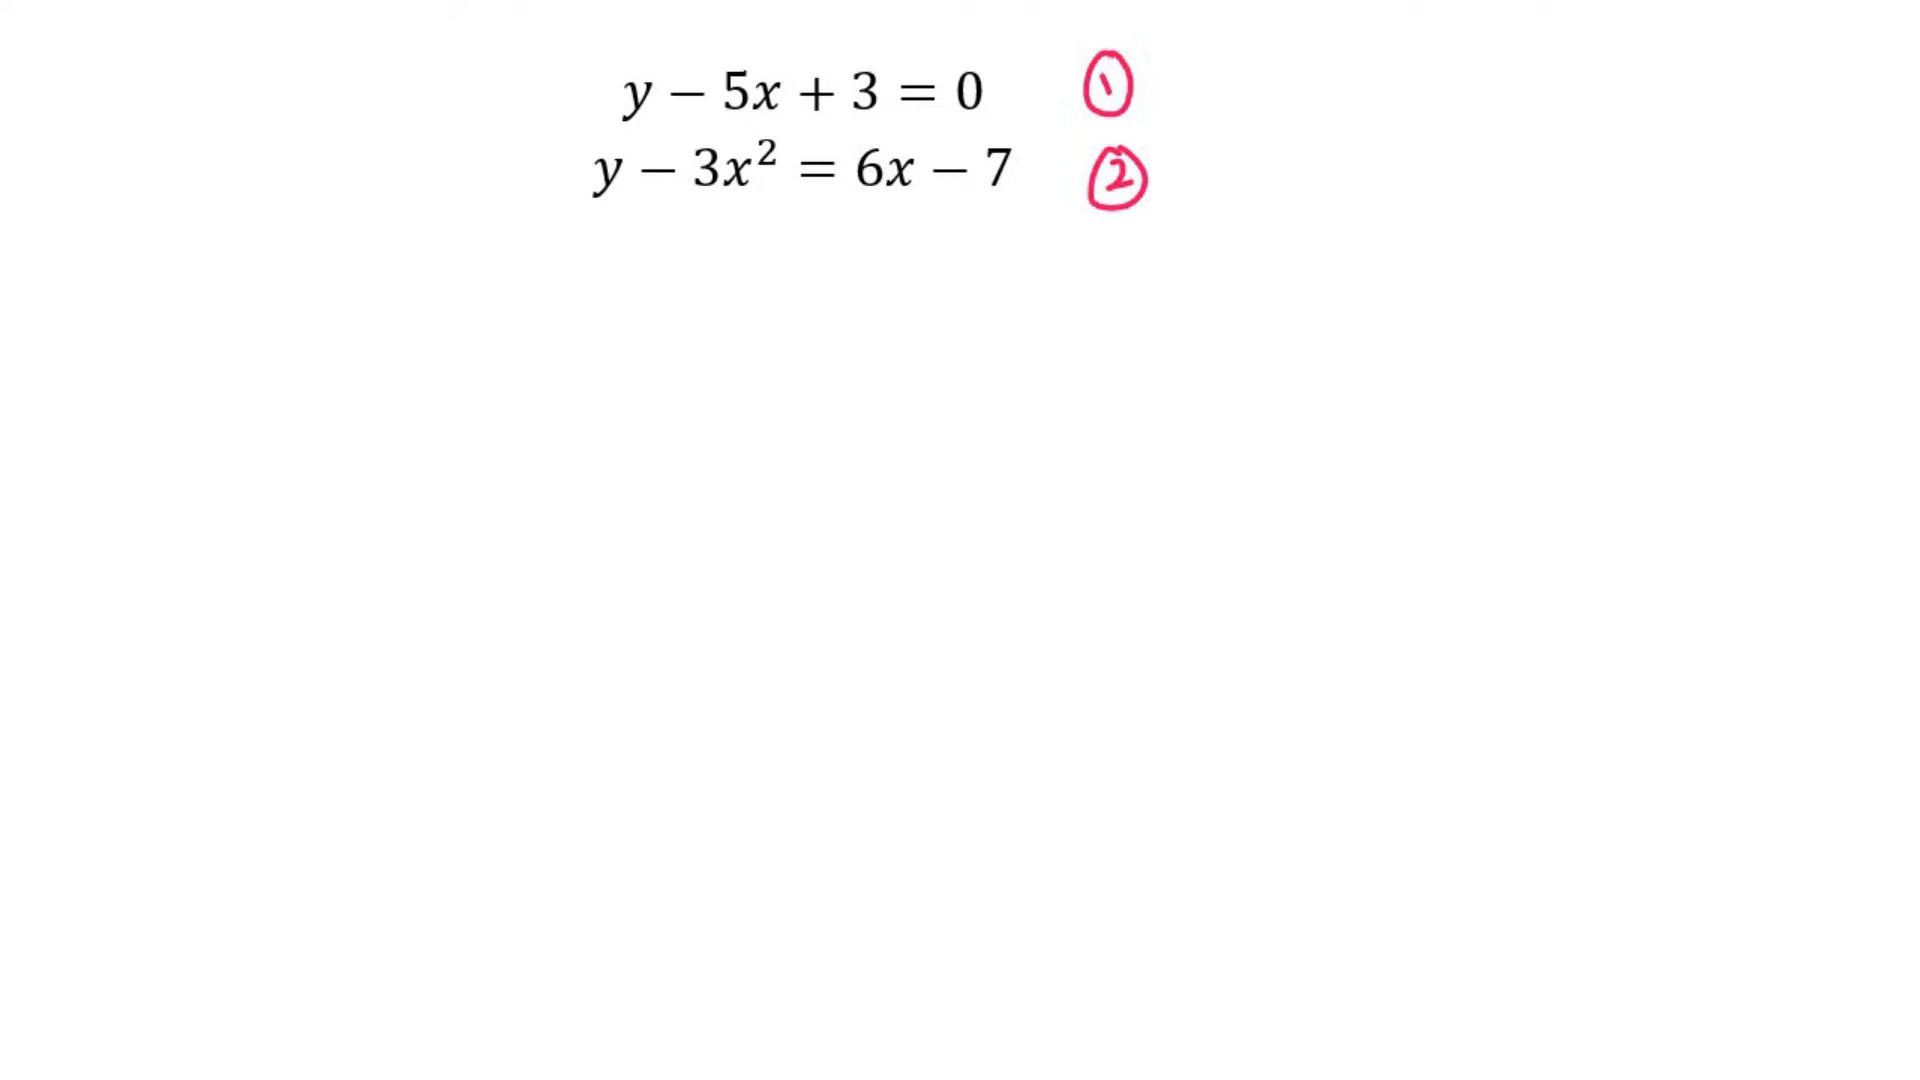 y − 5x + 3 = 0 ①
y − 3x² = 6x − 7 ②